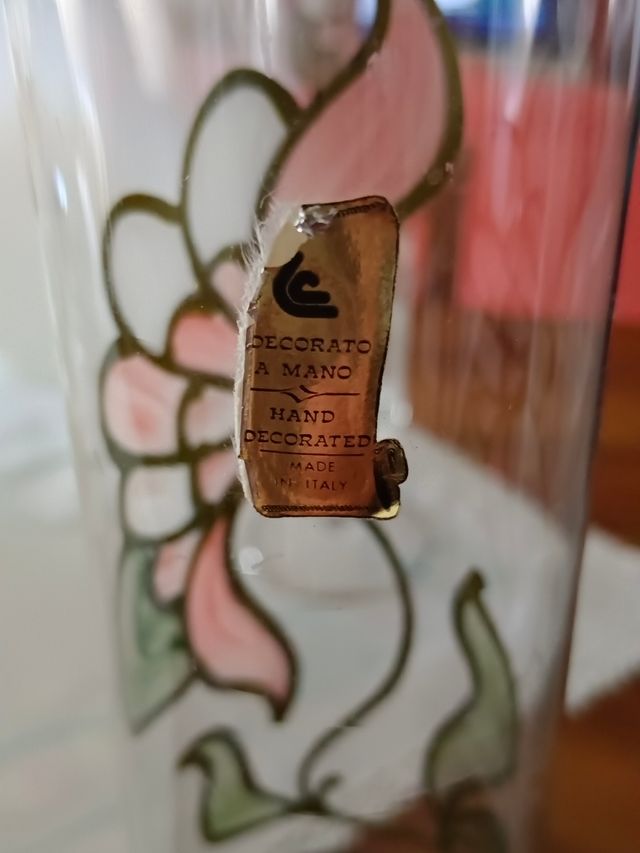 DECORATO
A MANO
HAND
DECORATED
MADE
IN ITALY